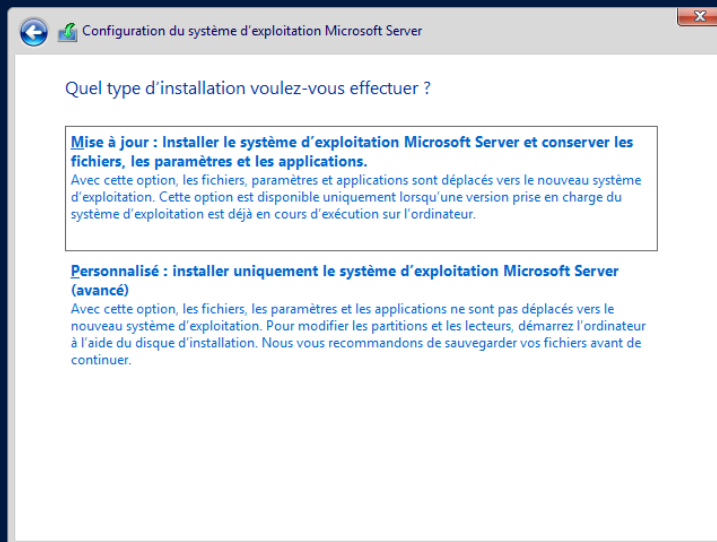 Configuration du système d'exploitation Microsoft Server
Quel type d'installation voulez-vous effectuer ?
Mise à jour : Installer le système d'exploitation Microsoft Server et conserver les
fichiers, les paramètres et les applications.
Avec cette option, les fichiers, paramètres et applications sont déplacés vers le nouveau système
d'exploitation. Cette option est disponible uniquement lorsqu'une version prise en charge du
système d'exploitation est déjà en cours d'exécution sur l'ordinateur.
Personnalisé : installer uniquement le système d'exploitation Microsoft Server
(avancé)
Avec cette option, les fichiers, les paramètres et les applications ne sont pas déplacés vers le
nouveau système d'exploitation. Pour modifier les partitions et les lecteurs, démarrez l'ordinateur
à l'aide du disque d'installation. Nous vous recommandons de sauvegarder vos fichiers avant de
continuer.